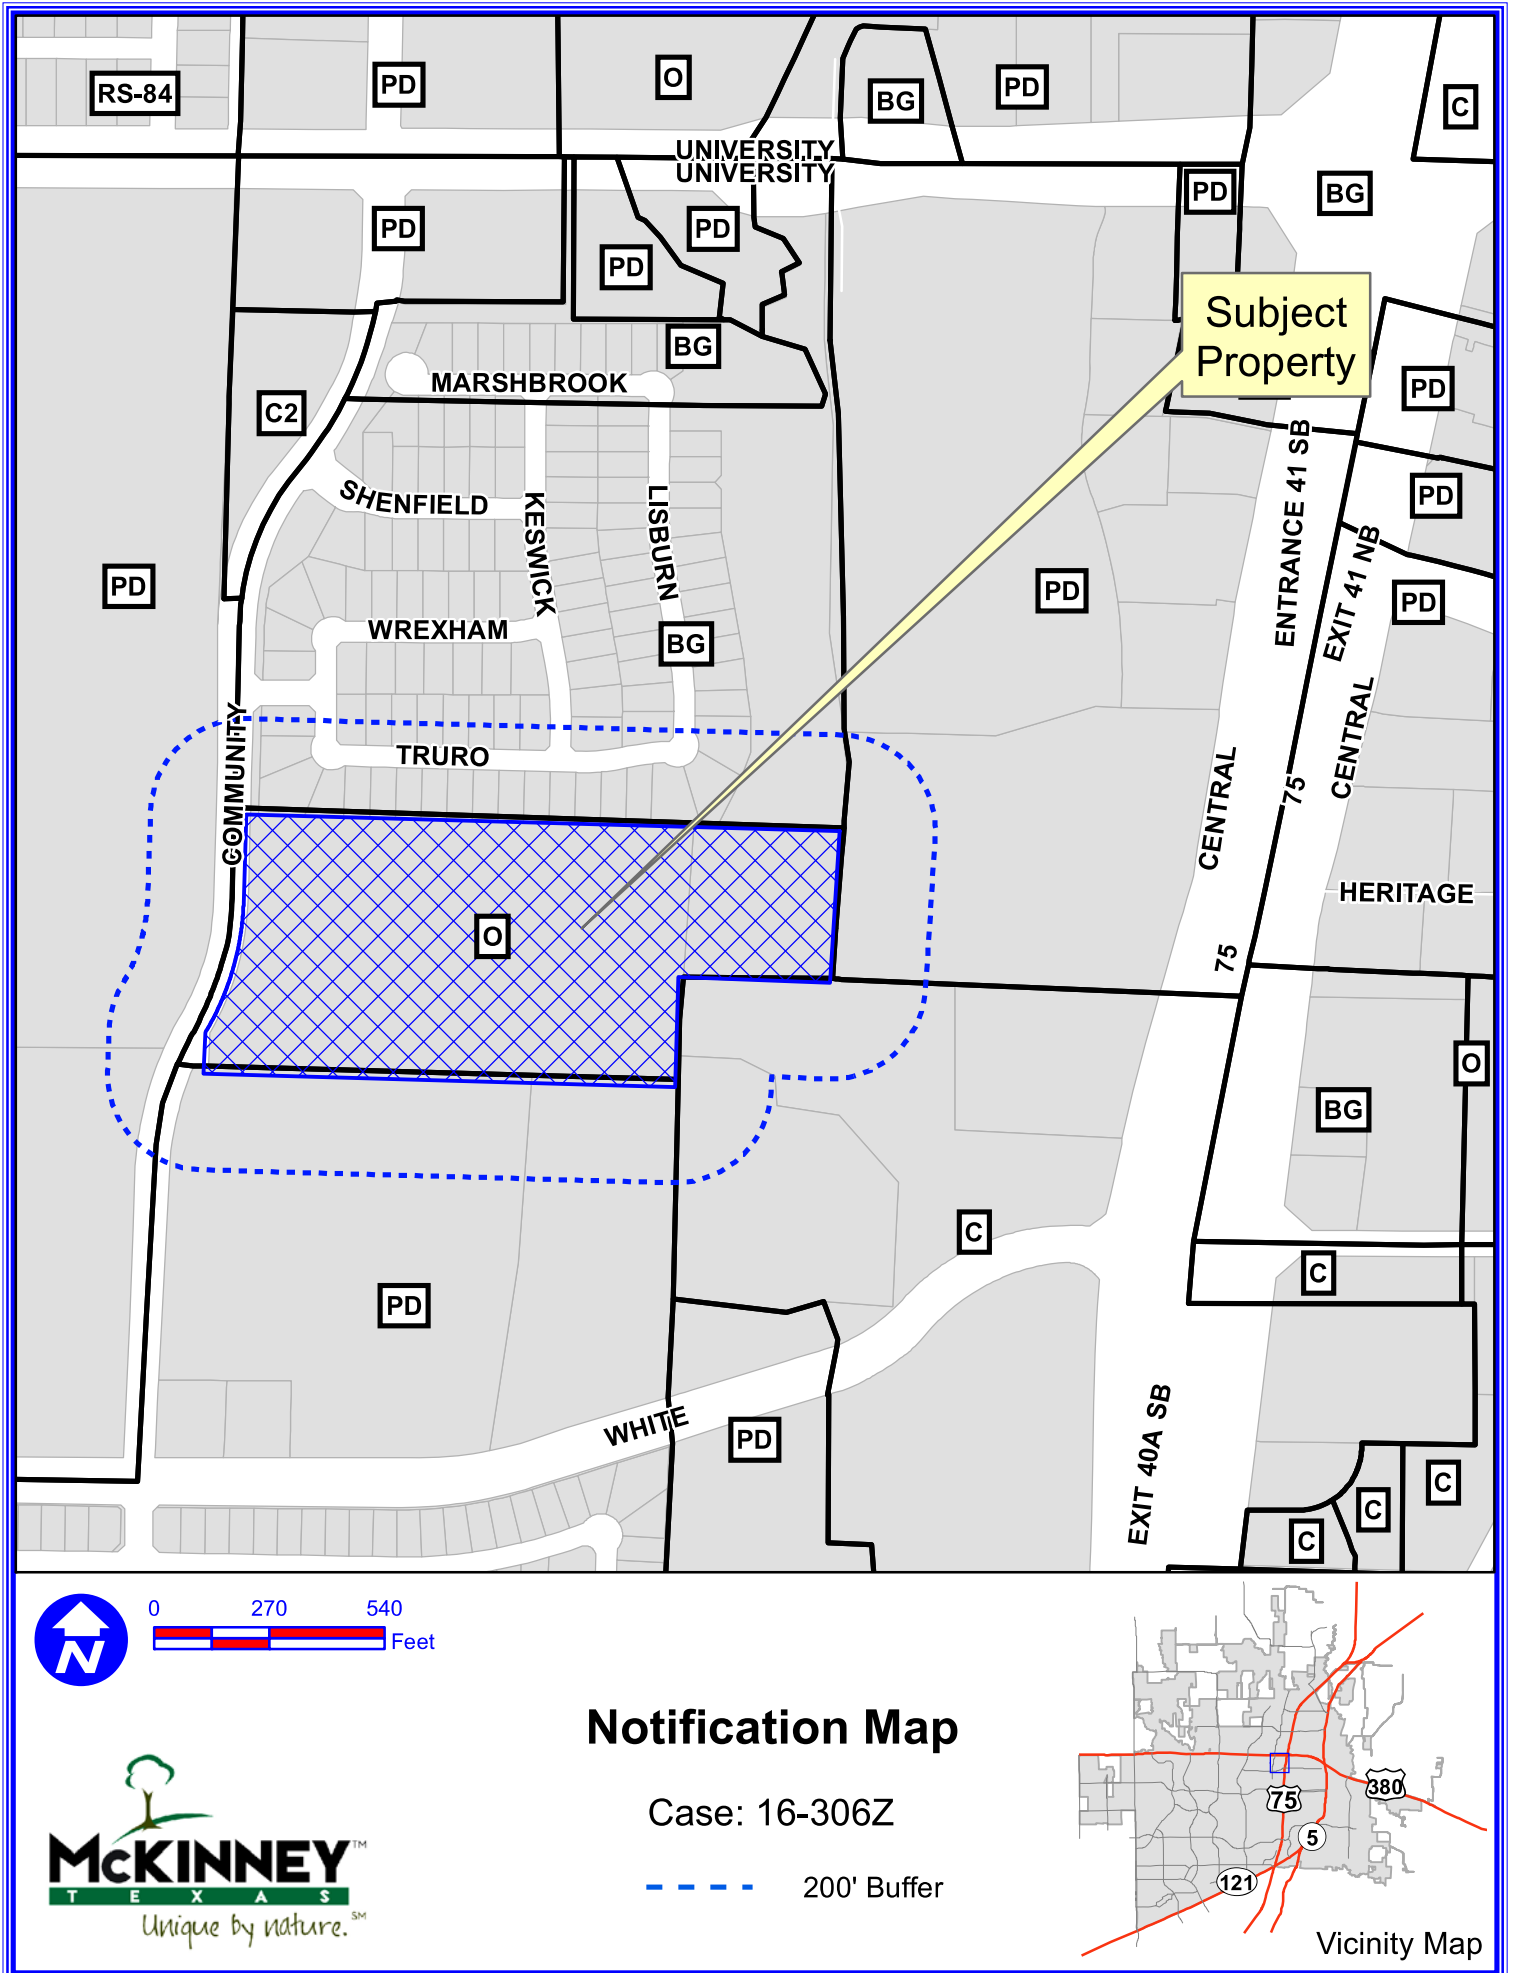 RS-84
PD
O
BG
PD
C
UNIVERSITY
UNIVERSITY
PD
BG
PD
PD
PD
Subject
Property
BG
MARSHBROOK
PD
C2
ENTRANCE 41 SB
SHENFIELD
KESWICK
LISBURN
PD
EXIT 41 NB
PD
PD
PD
WREXHAM
BG
COMMUNITY
TRURO
CENTRAL
CENTRAL
75
HERITAGE
O
75
O
BG
C
C
PD
WHITE
PD
EXIT 40A SB
C
C
C
0 270 540
Feet
N
Notification Map
Case: 16-306Z
200' Buffer
McKINNEY™
TEXAS
Unique by nature.℠
75
380
5
121
Vicinity Map